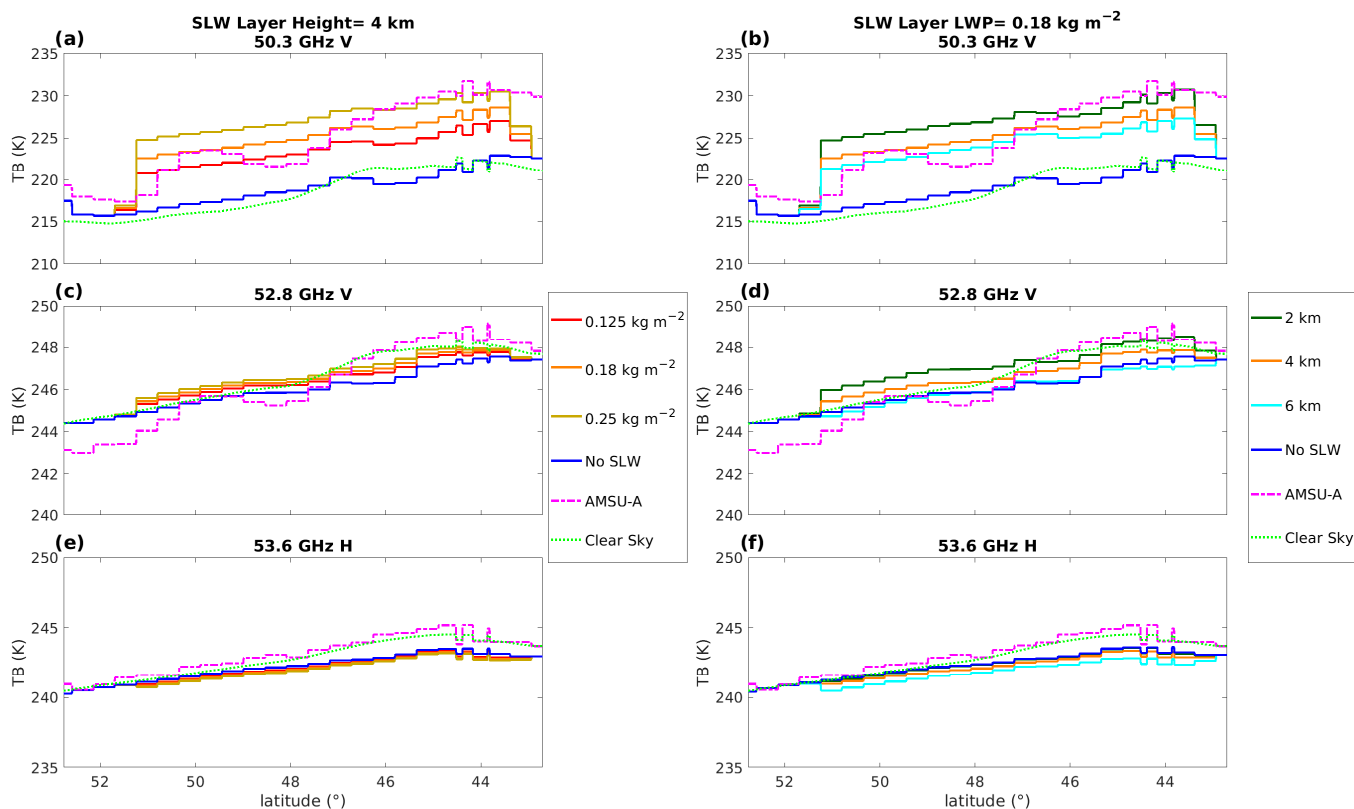 SLW Layer Height= 4 km
(a) 50.3 GHz V
235
230
225
220
215
210
TB (K)
SLW Layer LWP= 0.18 kg m⁻²
(b) 50.3 GHz V
235
230
225
220
215
210
TB (K)
(c) 52.8 GHz V
250
248
246
244
242
240
TB (K)
0.125 kg m⁻²
0.18 kg m⁻²
0.25 kg m⁻²
No SLW
AMSU-A
Clear Sky
(d) 52.8 GHz V
250
248
246
244
242
240
TB (K)
2 km
4 km
6 km
No SLW
AMSU-A
Clear Sky
(e) 53.6 GHz H
250
245
240
235
TB (K)
52 50 48 46 44
latitude (°)
(f) 53.6 GHz H
250
245
240
235
TB (K)
52 50 48 46 44
latitude (°)